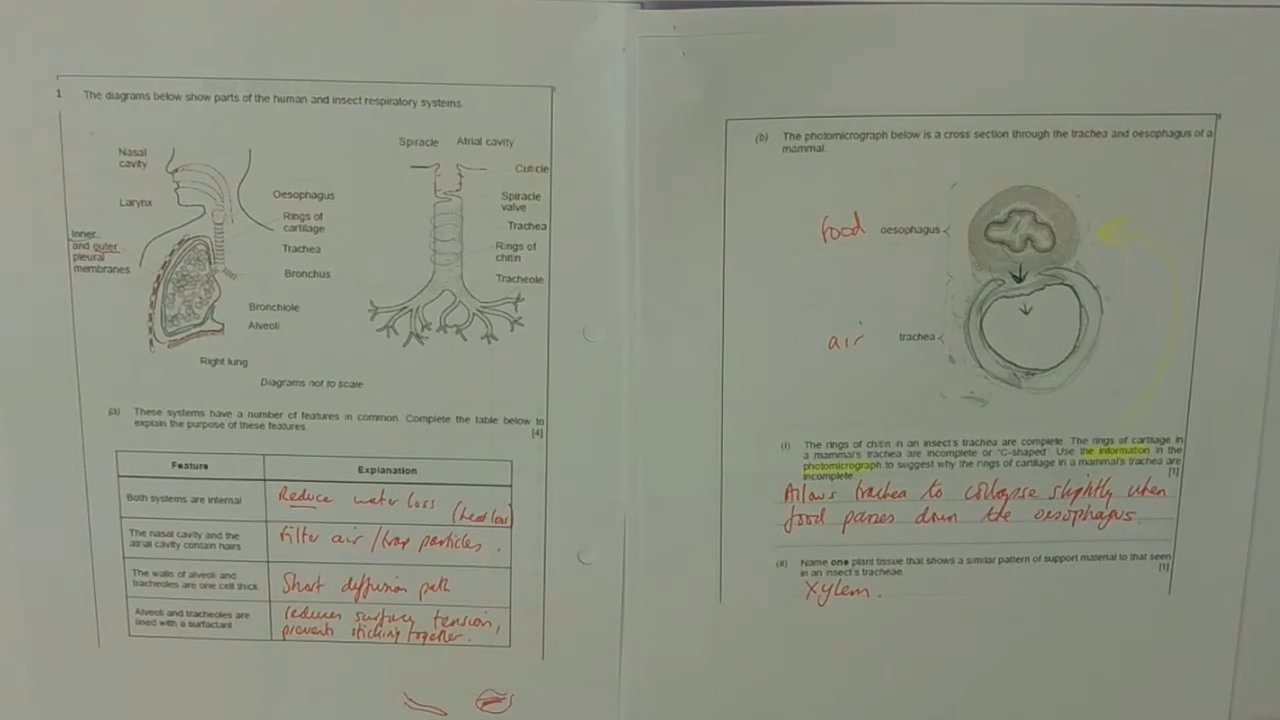 1 The diagrams below show parts of the human and insect respiratory systems.
Nasal
cavity
Larynx
Inner
and outer
pleural
membranes
Oesophagus
Rings of
cartilage
Trachea
Bronchus
Bronchiole
Alveoli
Right lung
Spiracle Atrial cavity
Cuticle
Spiracle
valve
Trachea
Rings of
chitin
Tracheole
Diagrams not to scale
(a) These systems have a number of features in common. Complete the table below to
explain the purpose of these features.
[4]
Feature Explanation
Both systems are internal
Reduce water loss (heat loss)
The nasal cavity and the
atrial cavity contain hairs
Filter air / trap particles.
The walls of alveoli and
tracheoles are one cell thick
Short diffusion path
Alveoli and tracheoles are
lined with a surfactant
reduces surface tension,
prevents sticking together.
(b) The photomicrograph below is a cross section through the trachea and oesophagus of a
mammal.
food oesophagus
air trachea
(i) The rings of chitin in an insect's trachea are complete. The rings of cartilage in
a mammal's trachea are incomplete or "C-shaped". Use the information in the
photomicrograph to suggest why the rings of cartilage in a mammal's trachea are
incomplete. [1]
Allows trachea to collapse slightly when
food passes down the oesophagus.
(ii) Name one plant tissue that shows a similar pattern of support material to that seen
in an insect's tracheae. [1]
Xylem.